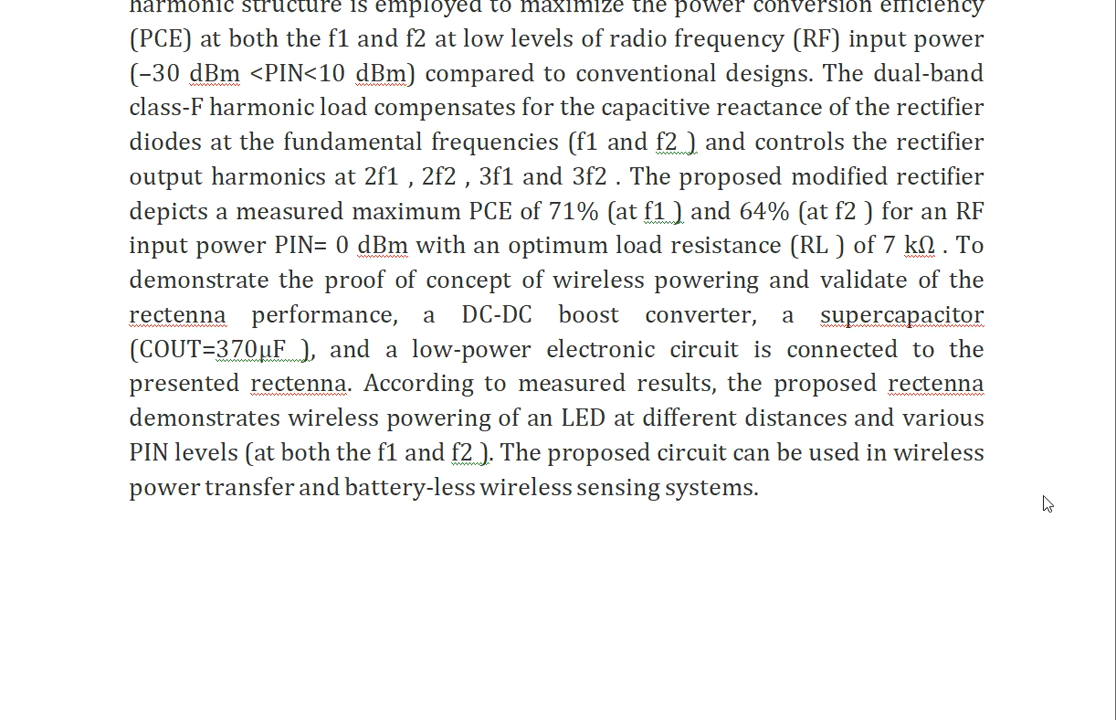 harmonic structure is employed to maximize the power conversion efficiency
(PCE) at both the f1 and f2 at low levels of radio frequency (RF) input power
(–30 dBm <PIN<10 dBm) compared to conventional designs. The dual-band
class-F harmonic load compensates for the capacitive reactance of the rectifier
diodes at the fundamental frequencies (f1 and f2 ) and controls the rectifier
output harmonics at 2f1 , 2f2 , 3f1 and 3f2 . The proposed modified rectifier
depicts a measured maximum PCE of 71% (at f1 ) and 64% (at f2 ) for an RF
input power PIN= 0 dBm with an optimum load resistance (RL ) of 7 kΩ . To
demonstrate the proof of concept of wireless powering and validate of the
rectenna performance, a DC-DC boost converter, a supercapacitor
(COUT=370μF ), and a low-power electronic circuit is connected to the
presented rectenna. According to measured results, the proposed rectenna
demonstrates wireless powering of an LED at different distances and various
PIN levels (at both the f1 and f2 ). The proposed circuit can be used in wireless
power transfer and battery-less wireless sensing systems.